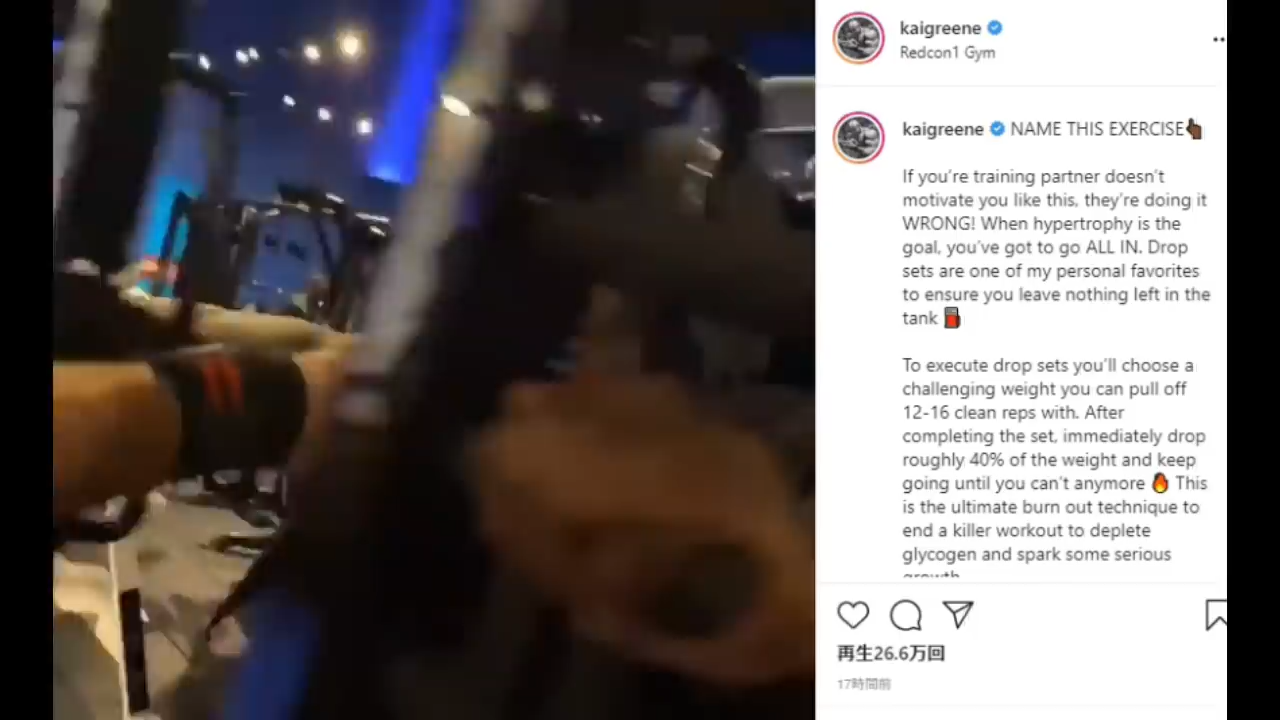 kaigreene
Redcon1 Gym
kaigreene NAME THIS EXERCISE👇🏿
If you're training partner doesn't
motivate you like this, they're doing it
WRONG! When hypertrophy is the
goal, you've got to go ALL IN. Drop
sets are one of my personal favorites
to ensure you leave nothing left in the
tank ⛽
To execute drop sets you'll choose a
challenging weight you can pull off
12-16 clean reps with. After
completing the set, immediately drop
roughly 40% of the weight and keep
going until you can't anymore 🔥 This
is the ultimate burn out technique to
end a killer workout to deplete
glycogen and spark some serious
growth
再生26.6万回
17時間前